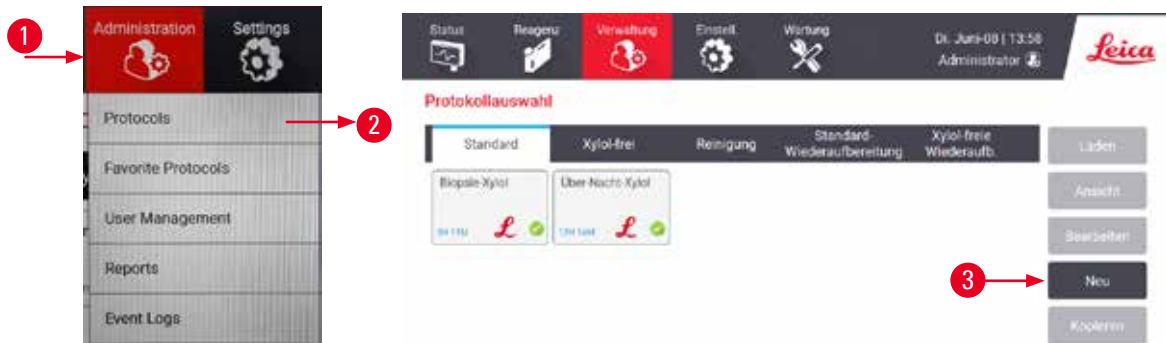 1
Administration Settings
Protocols
2
Favorite Protocols
User Management
Reports
Event Logs
Status Reagenz Verwaltung Einstell. Wartung
Di. Juni-08 | 13:58
Administrator
Leica
Protokollauswahl
Standard Xylol-frei Reinigung Standard-Wiederaufbereitung Xylol-freie Wiederaufb.
Laden
Biopsie-Xylol Über-Nacht-Xylol
Ansicht
Bearbeiten
3
Neu
Kopieren